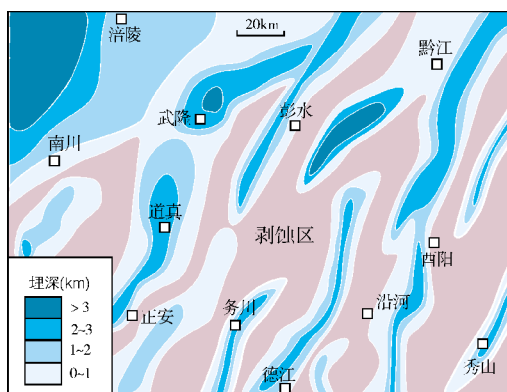 20km
涪陵
黔江
武隆
彭水
南川
道真
剥蚀区
酉阳
埋深(km)
> 3
2~3
1~2
0~1
正安
务川
沿河
秀山
德江